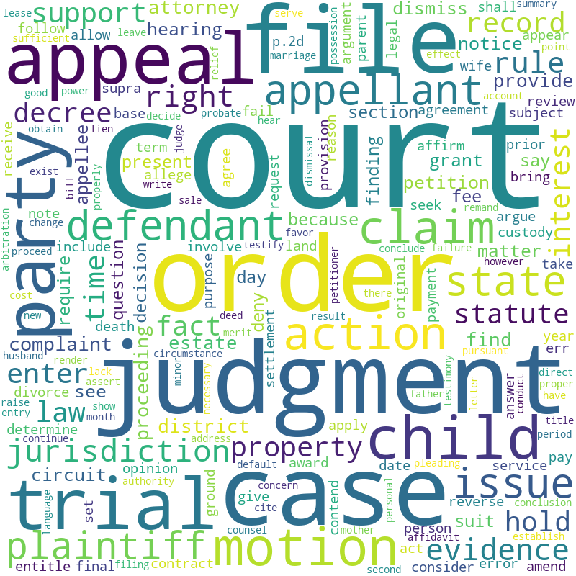 lease
follow
sufficient
support
allow
leave
attorney
hearing
supra
p.2d
serve
marriage
possession
argument
parent
legal
dismiss
shall
effect
appear
notice
summary
record
point
appeal
file
right
relief
good
power
decree
base
decide
hear
probate
judge
appellant
wife
rule
provide
section
agreement
account
review
subject
receive
exist
bill
lien
appellee
term
fail
present
allege
agree
request
dismissal
reason
provision
finding
affirm
prior
grant
say
bring
interest
party
court
obtain
properly
write
sale
petition
fee
remand
seek
argue
custody
arbitration
note
change
proceed
defendant
because
claim
matter
take
include
involve
land
testify
favor
conclude
failure
however
require
time
question
decision
purpose
day
deny
order
petitioner
there
original
payment
state
cost
new
death
deed
result
pursuant
statute
complaint
fact
merit
settlement
action
find
year
err
husband
render
lack
assert
minor
circumstance
estate
necessary
testimony
father
letter
answer
conduct
direct
proper
have
enter
divorce
see
proceeding
judgment
child
raise
entry
show
month
law
determine
continue
district
address
apply
property
title
period
jurisdiction
circuit
opinion
authority
default
award
concern
cite
date
contend
personal
pleading
service
pay
issue
language
set
ground
give
mother
person
reverse
suit
conclusion
trial
case
hold
filing
counsel
affidavit
establish
plaintiff
contract
motion
act
evidence
entitle
final
second
consider
error
amend